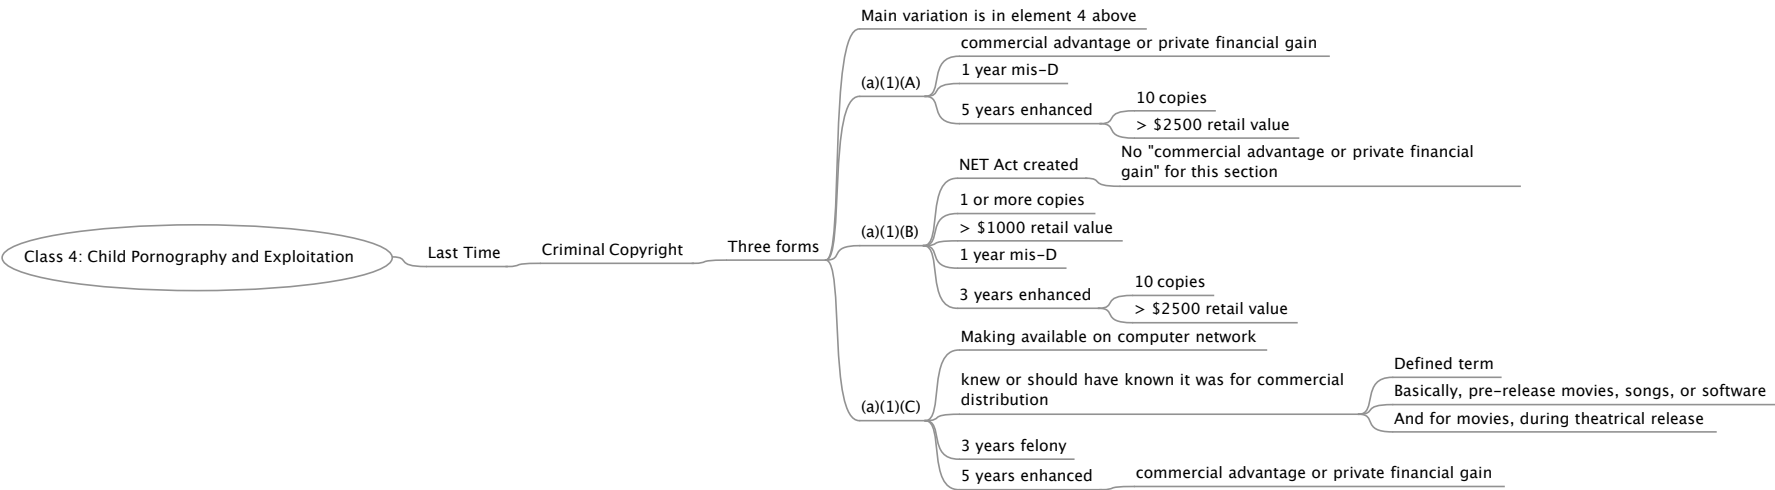 Class 4: Child Pornography and Exploitation
Last Time
Criminal Copyright
Three forms
Main variation is in element 4 above
(a)(1)(A)
commercial advantage or private financial gain
1 year mis-D
5 years enhanced
10 copies
> $2500 retail value
(a)(1)(B)
NET Act created
No "commercial advantage or private financial
gain" for this section
1 or more copies
> $1000 retail value
1 year mis-D
3 years enhanced
10 copies
> $2500 retail value
(a)(1)(C)
Making available on computer network
knew or should have known it was for commercial
distribution
Defined term
Basically, pre-release movies, songs, or software
And for movies, during theatrical release
3 years felony
5 years enhanced
commercial advantage or private financial gain